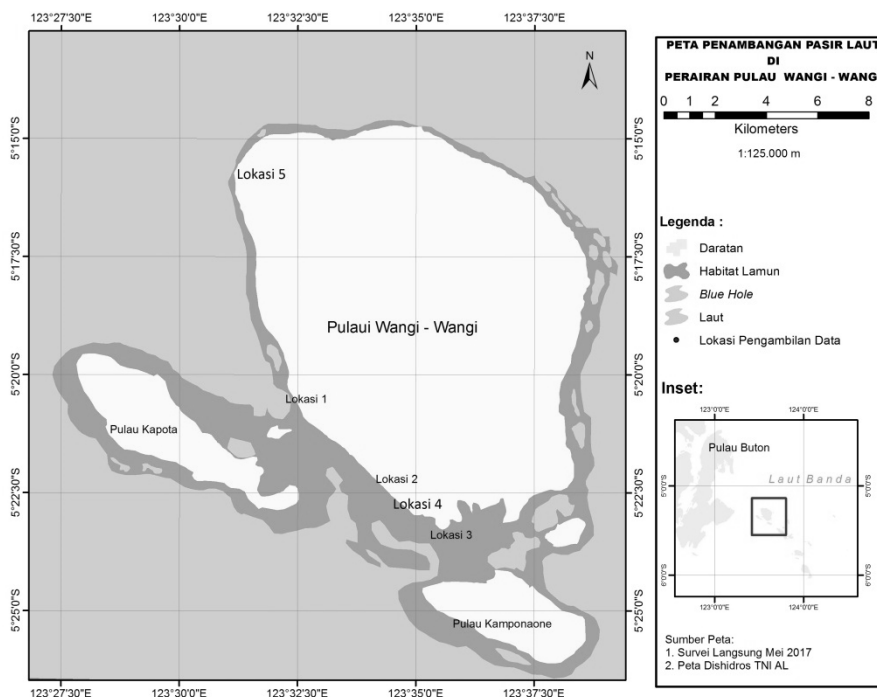 123°27'30"E 123°30'0"E 123°32'30"E 123°35'0"E 123°37'30"E
5°15'0"S 5°15'0"S
5°17'30"S 5°17'30"S
5°20'0"S 5°20'0"S
5°22'30"S 5°22'30"S
5°25'0"S 5°25'0"S
N
Lokasi 5
Pulaui Wangi - Wangi
Lokasi 1
Pulau Kapota
Lokasi 2
Lokasi 4
Lokasi 3
Pulau Kamponaone
123°27'30"E 123°30'0"E 123°32'30"E 123°35'0"E 123°37'30"E
PETA PENAMBANGAN PASIR LAUT
DI
PERAIRAN PULAU WANGI - WANG
0 1 2 4 6 8
Kilometers
1:125.000 m
Legenda :
Daratan
Habitat Lamun
Blue Hole
Laut
Lokasi Pengambilan Data
Inset:
123°0'0"E 124°0'0"E
Pulau Buton
Laut Banda
5°0'0"S
6°0'0"S 6°0'0"S
123°0'0"E 124°0'0"E
Sumber Peta:
1. Survei Langsung Mei 2017
2. Peta Dishidros TNI AL